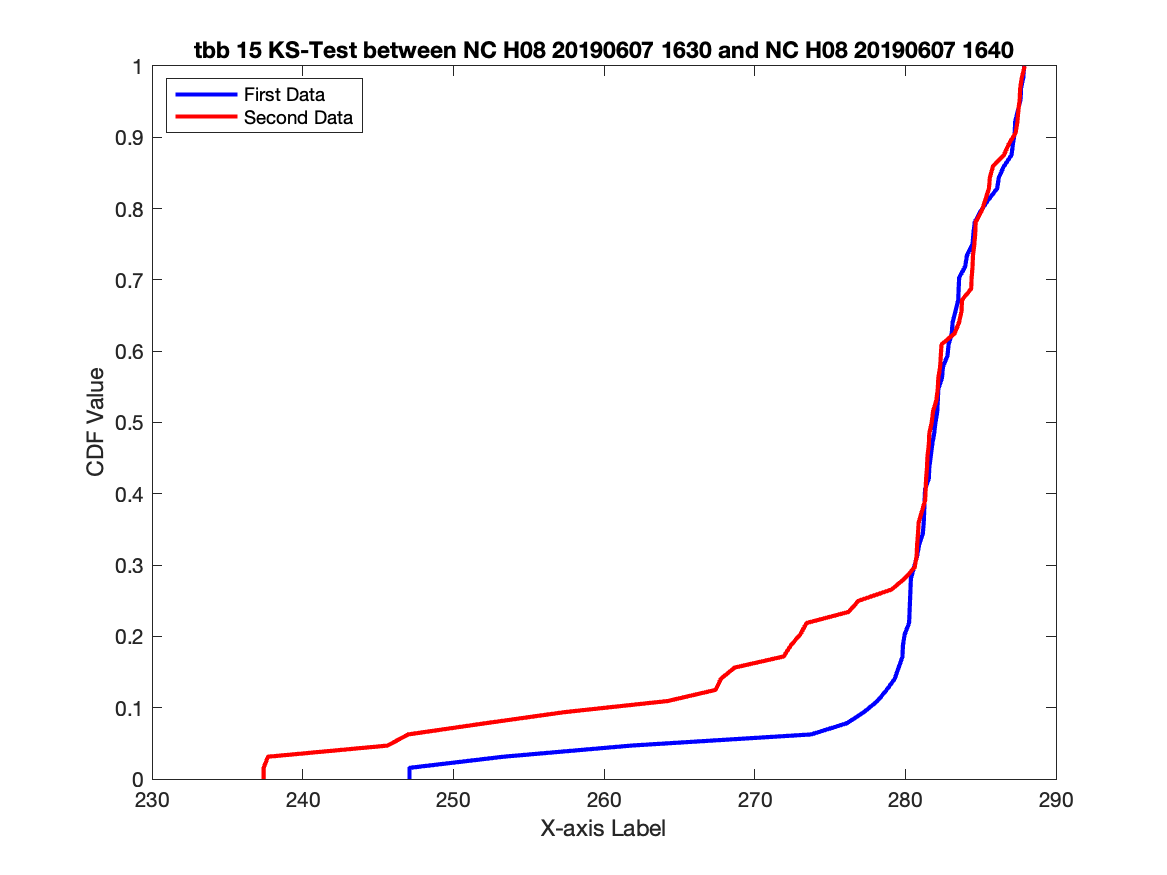 tbb 15 KS-Test between NC H08 20190607 1630 and NC H08 20190607 1640
First Data
Second Data
1
0.9
0.8
0.7
0.6
0.5
0.4
0.3
0.2
0.1
0
CDF Value
230 240 250 260 270 280 290
X-axis Label